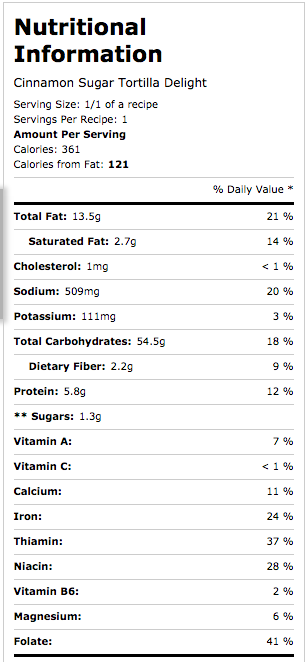 Nutritional
Information
Cinnamon Sugar Tortilla Delight
Serving Size: 1/1 of a recipe
Servings Per Recipe: 1
Amount Per Serving
Calories: 361
Calories from Fat: 121
% Daily Value *
Total Fat: 13.5g 21 %
Saturated Fat: 2.7g 14 %
Cholesterol: 1mg < 1 %
Sodium: 509mg 20 %
Potassium: 111mg 3 %
Total Carbohydrates: 54.5g 18 %
Dietary Fiber: 2.2g 9 %
Protein: 5.8g 12 %
** Sugars: 1.3g
Vitamin A: 7 %
Vitamin C: < 1 %
Calcium: 11 %
Iron: 24 %
Thiamin: 37 %
Niacin: 28 %
Vitamin B6: 2 %
Magnesium: 6 %
Folate: 41 %